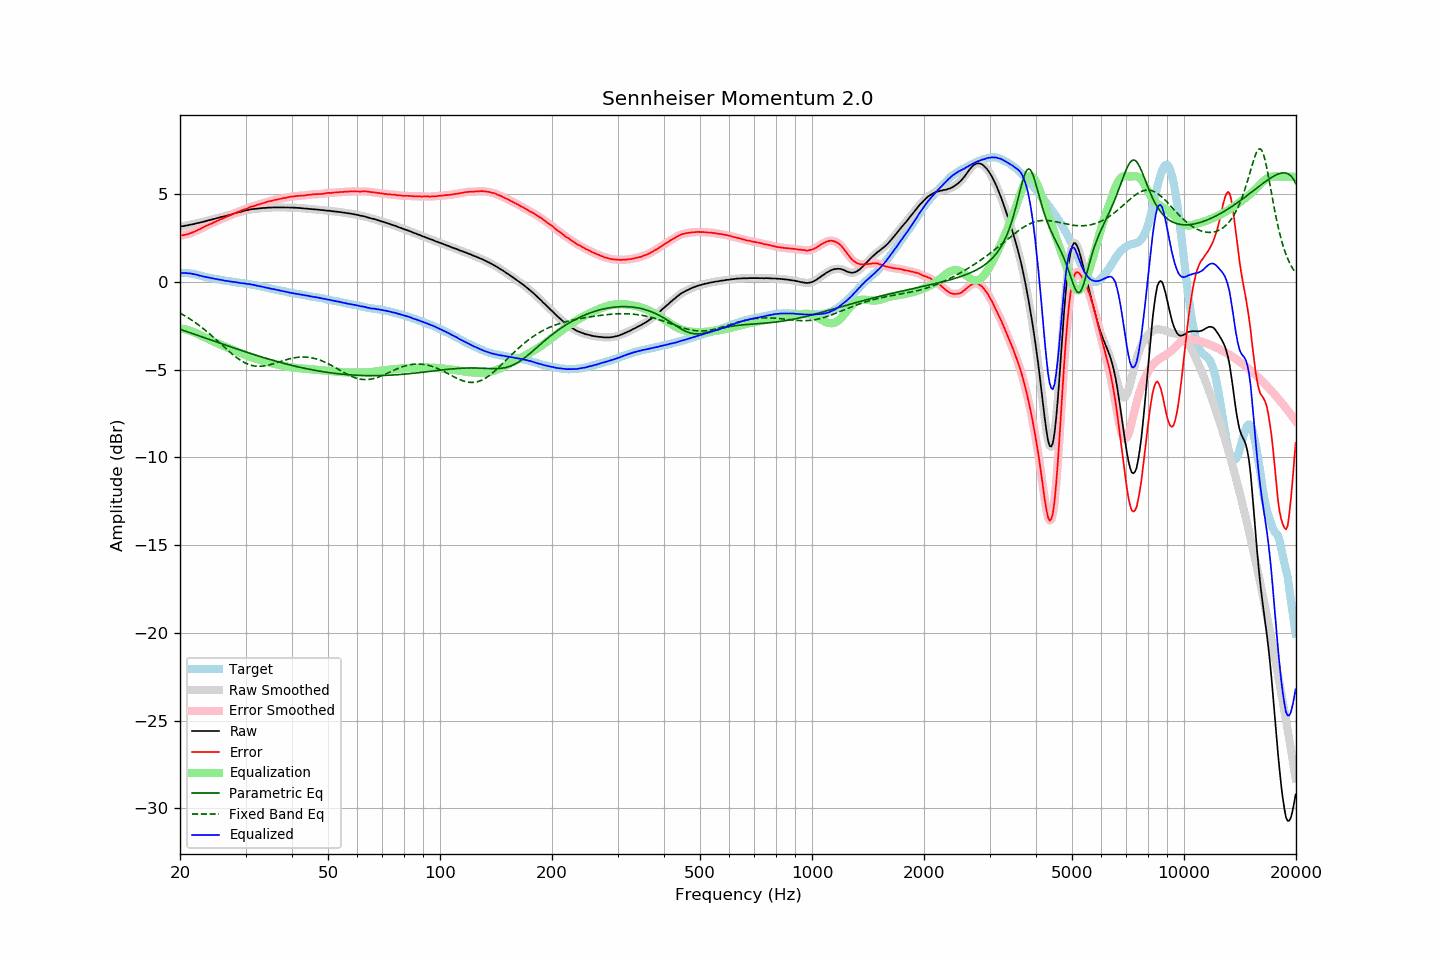 Sennheiser Momentum 2.0
Amplitude (dBr)
5
0
−5
−10
−15
−20
−25
−30
Target
Raw Smoothed
Error Smoothed
Raw
Error
Equalization
Parametric Eq
Fixed Band Eq
Equalized
20 50 100 200 500 1000 2000 5000 10000 20000
Frequency (Hz)